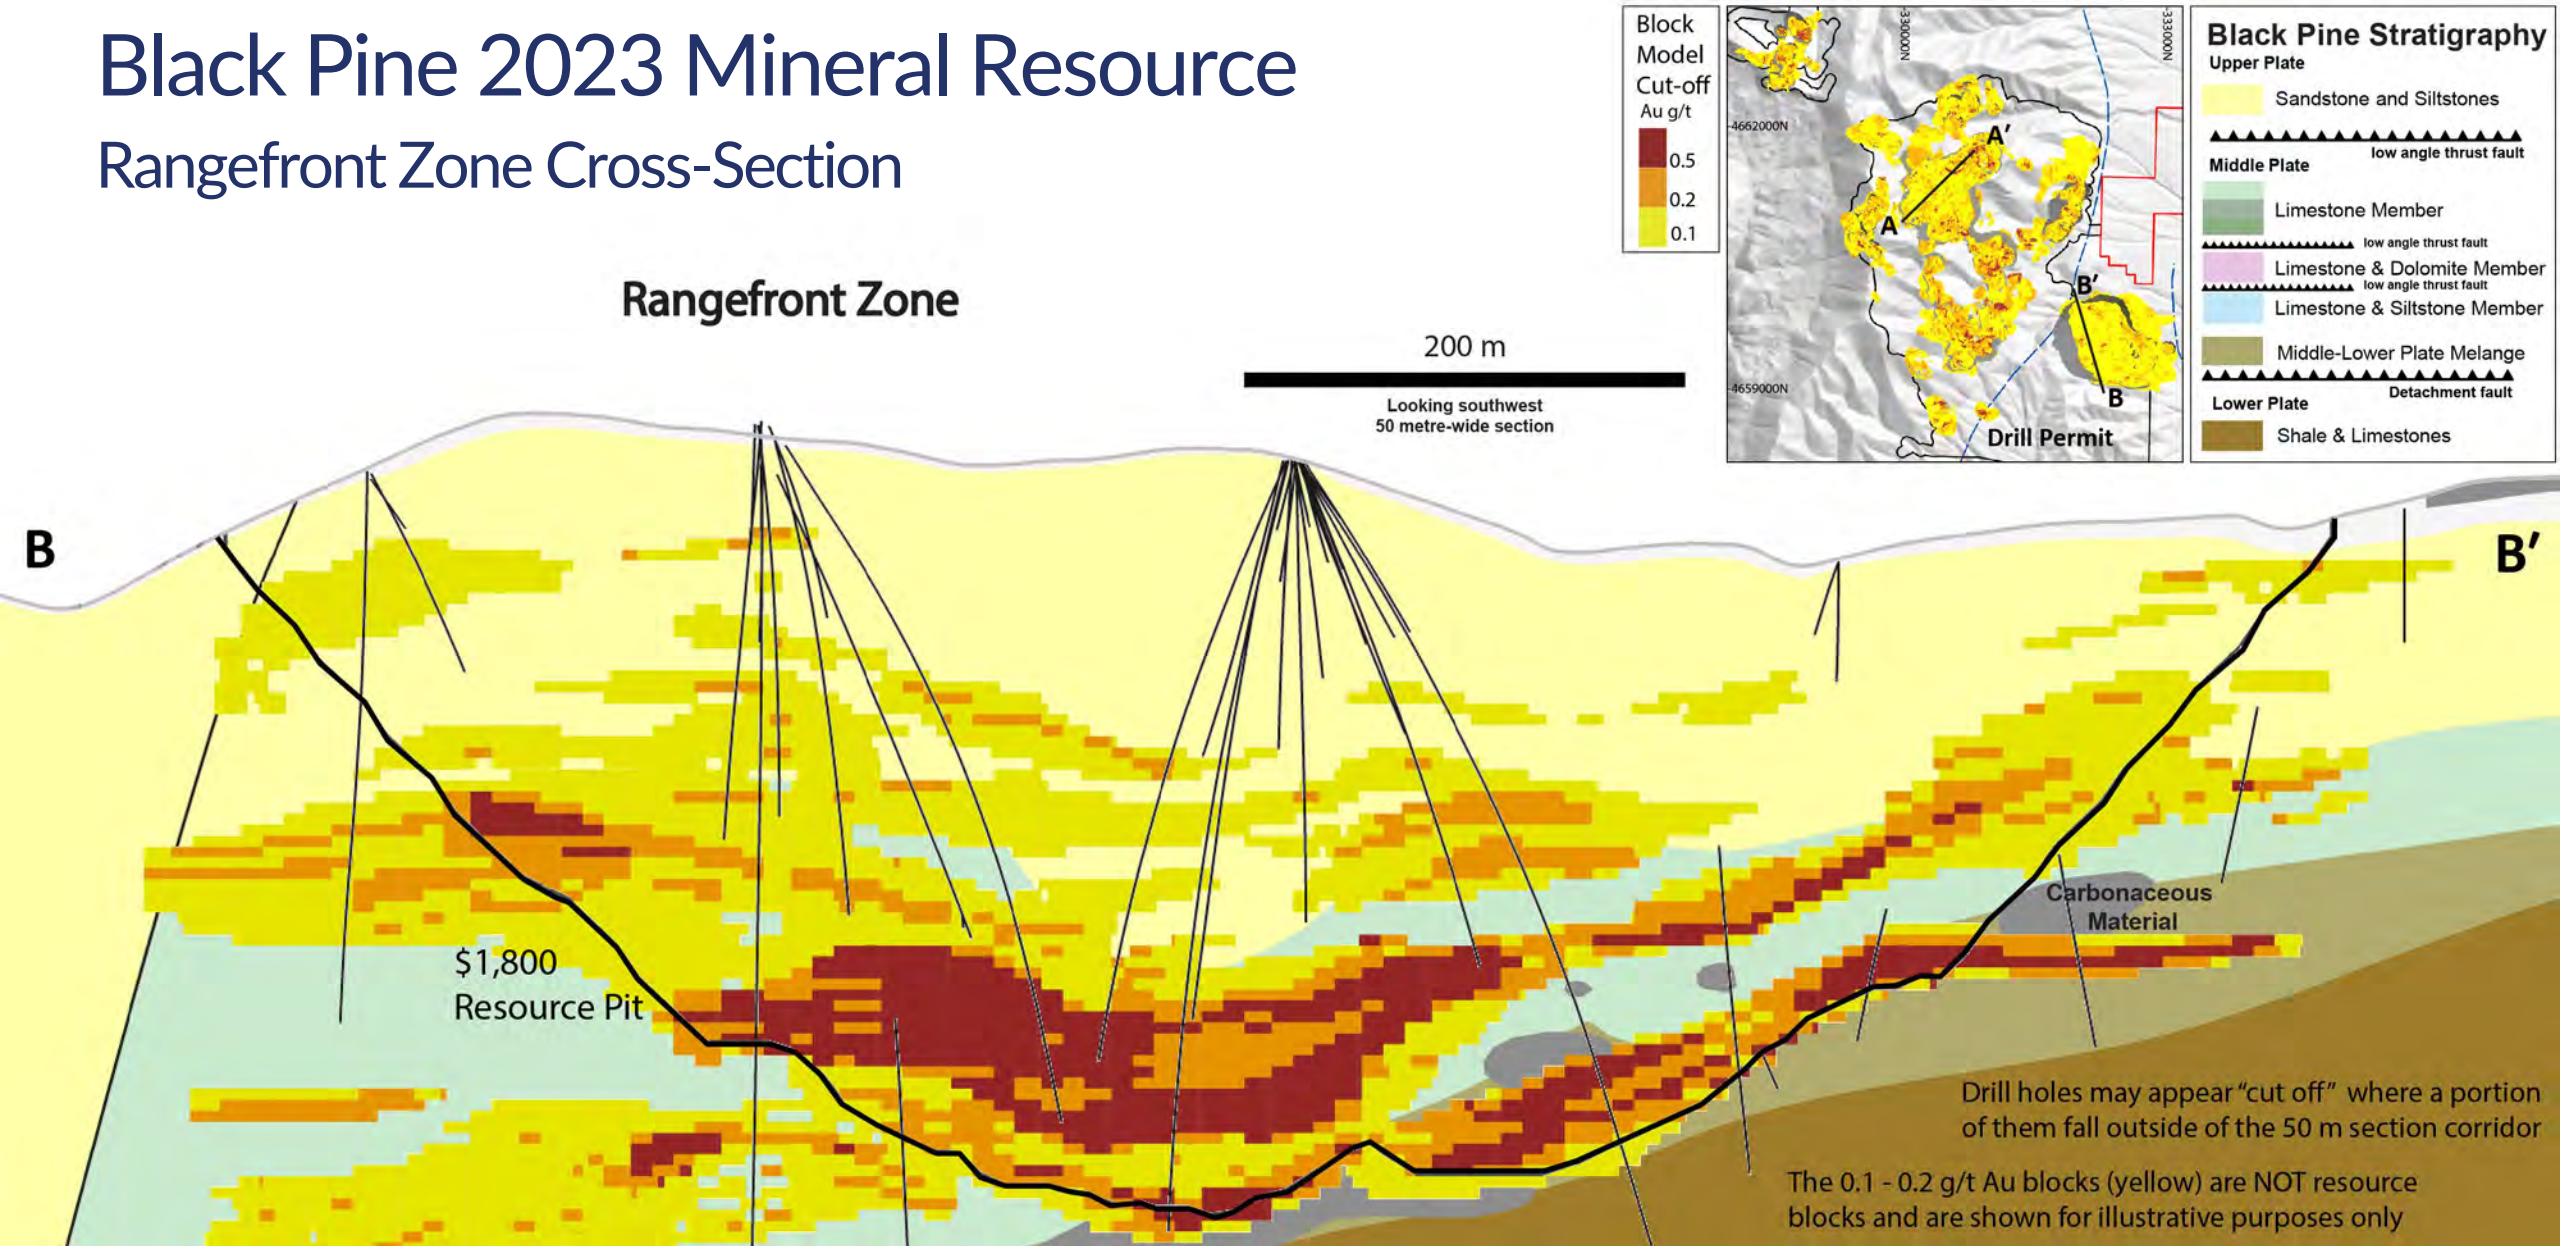 Black Pine 2023 Mineral Resource
Rangefront Zone Cross-Section
Rangefront Zone
200 m
Looking southwest
50 metre-wide section
Block
Model
Cut-off
Au g/t
0.5
0.2
0.1
-330000N
-333000N
-4662000N
-4659000N
A'
A
B'
B
Drill Permit
Black Pine Stratigraphy
Upper Plate
Sandstone and Siltstones
low angle thrust fault
Middle Plate
Limestone Member
low angle thrust fault
Limestone & Dolomite Member
low angle thrust fault
Limestone & Siltstone Member
Middle-Lower Plate Melange
Detachment fault
Lower Plate
Shale & Limestones
B
B'
Carbonaceous
Material
$1,800
Resource Pit
Drill holes may appear "cut off" where a portion
of them fall outside of the 50 m section corridor
The 0.1 - 0.2 g/t Au blocks (yellow) are NOT resource
blocks and are shown for illustrative purposes only